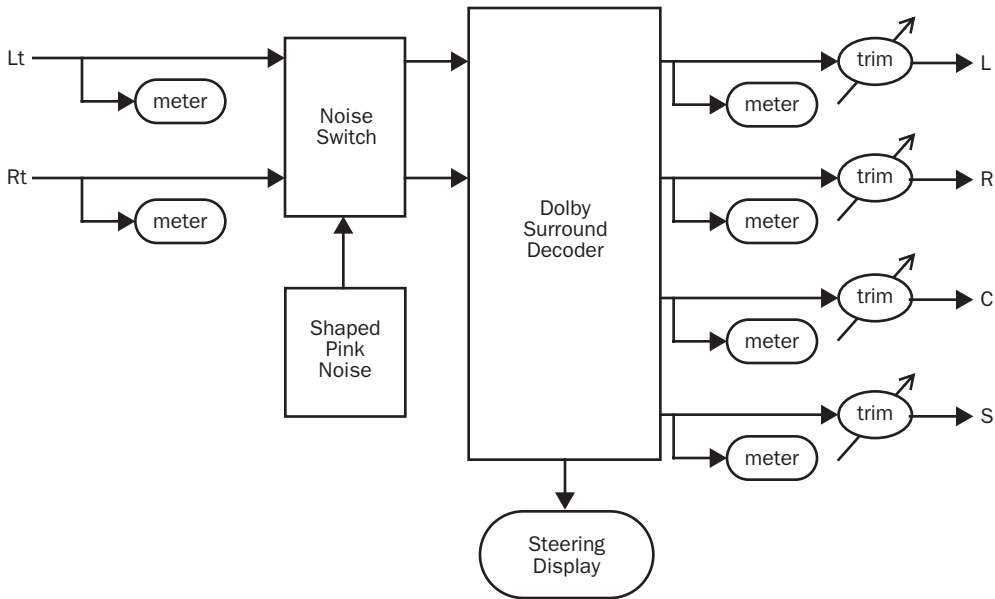 Lt
meter
Rt
meter
Noise
Switch
Shaped
Pink
Noise
Dolby
Surround
Decoder
Steering
Display
trim
L
meter
trim
R
meter
trim
C
meter
trim
S
meter